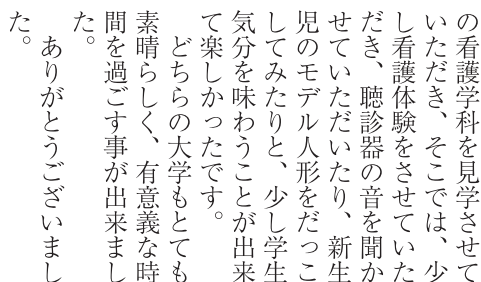 の看護学科を見学させて
いただき、そこでは、少
し看護体験をさせていた
だき、聴診器の音を聞か
せていただいたり、新生
児のモデル人形をだっこ
してみたりと、少し学生
気分を味わうことが出来
て楽しかったです。
　どちらの大学もとても
素晴らしく、有意義な時
間を過ごす事が出来まし
た。
　ありがとうございまし
た。